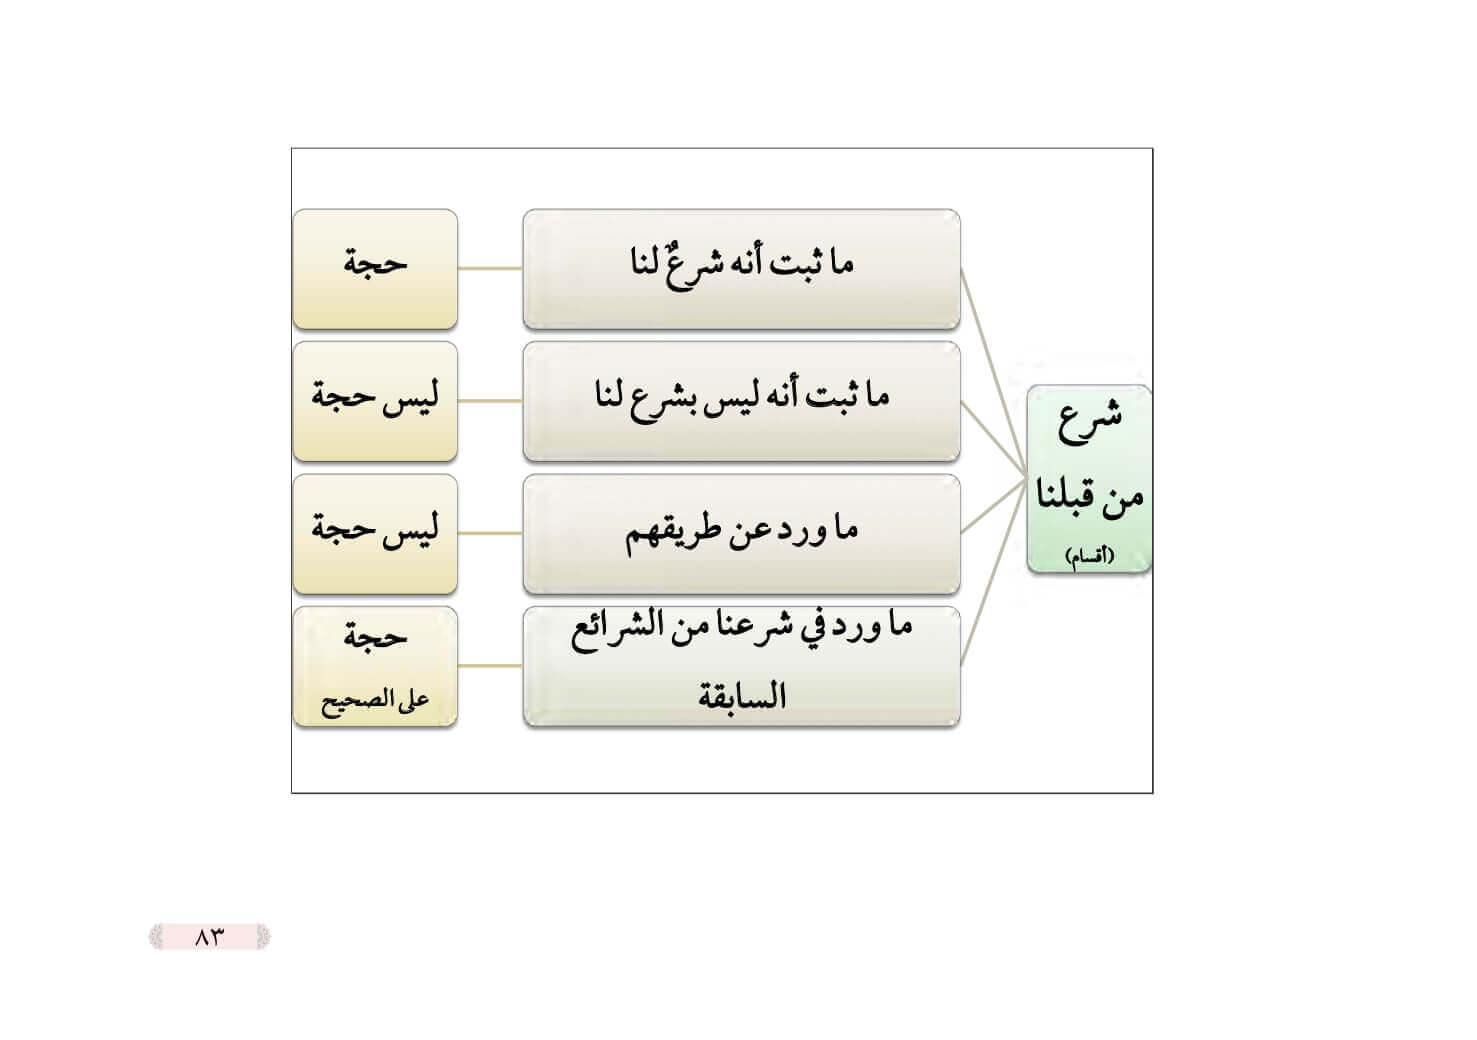 شرع
من قبلنا
(أقسام)
ما ثبت أنه شرعٌ لنا
حجة
ما ثبت أنه ليس بشرع لنا
ليس حجة
ما ورد عن طريقهم
ليس حجة
ما ورد في شرعنا من الشرائع
السابقة
حجة
على الصحيح
٨٣